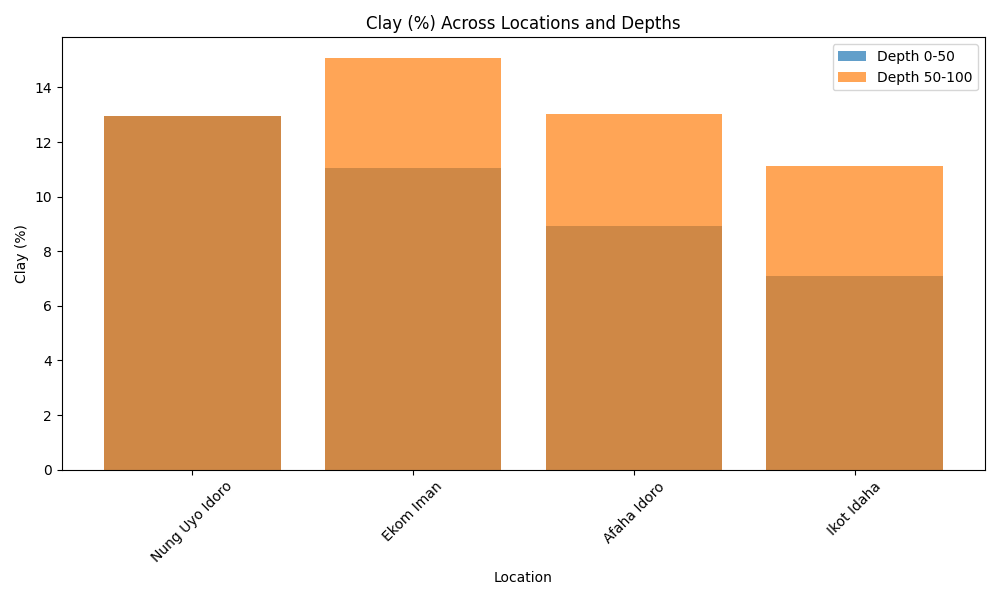 Clay (%) Across Locations and Depths
Depth 0-50
Depth 50-100
Clay (%)
14
12
10
8
6
4
2
0
Nung Uyo Idoro
Ekom Iman
Afaha Idoro
Ikot Idaha
Location